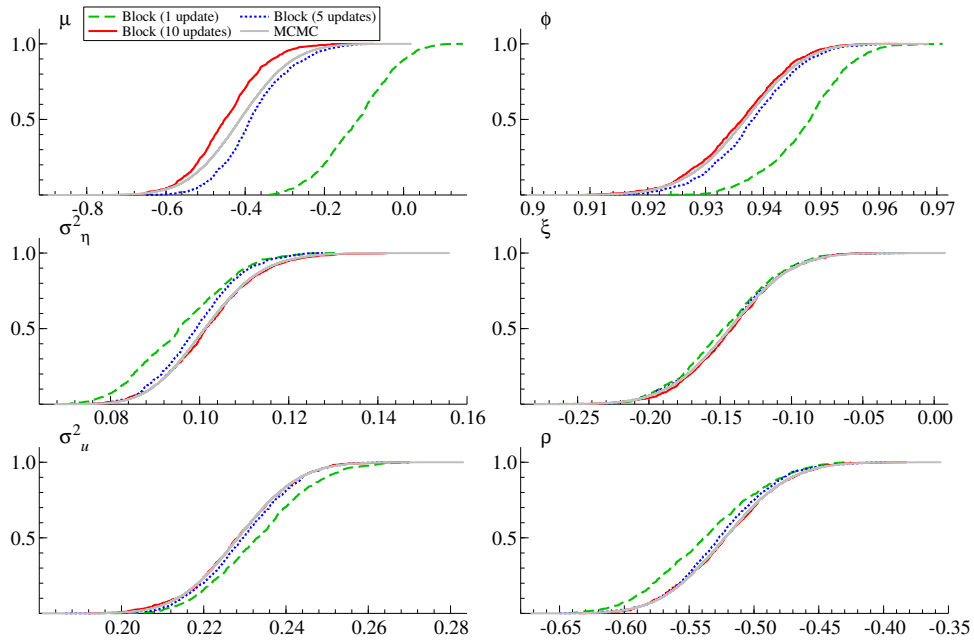 μ
Block (1 update) Block (5 updates)
Block (10 updates) MCMC
ϕ
1.0
0.5
-0.8 -0.6 -0.4 -0.2 0.0
1.0
0.5
0.9 0.91 0.92 0.93 0.94 0.95 0.96 0.97
σ²η
1.0
0.5
0.08 0.10 0.12 0.14 0.16
ξ
1.0
0.5
-0.25 -0.20 -0.15 -0.10 -0.05 0.00
σ²u
1.0
0.5
0.20 0.22 0.24 0.26 0.28
ρ
1.0
0.5
-0.65 -0.60 -0.55 -0.50 -0.45 -0.40 -0.35